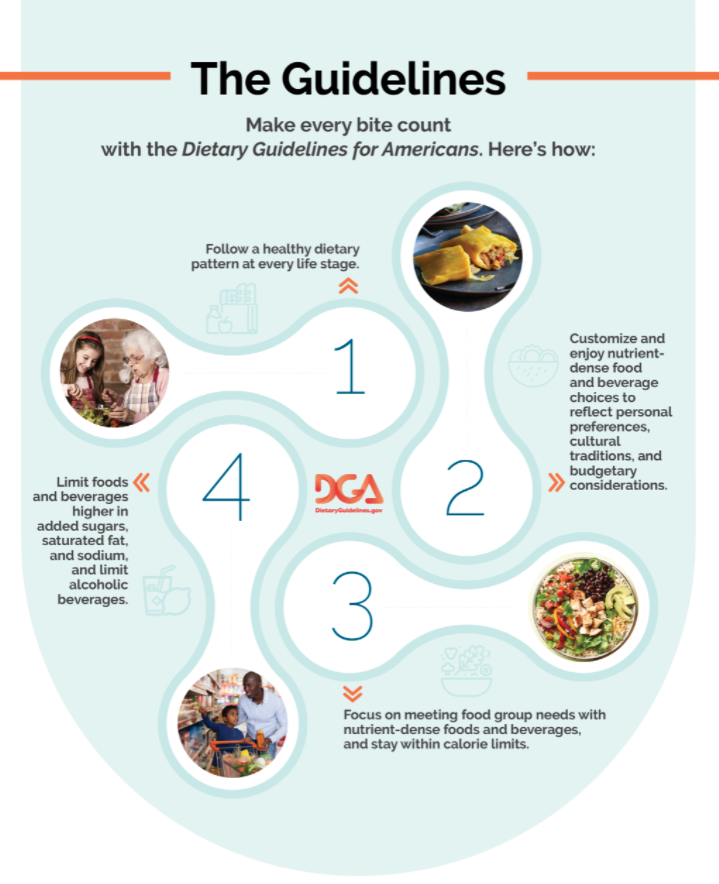 The Guidelines
Make every bite count
with the Dietary Guidelines for Americans. Here's how:
Follow a healthy dietary
pattern at every life stage.
1
Customize and
enjoy nutrient-
dense food
and beverage
choices to
reflect personal
preferences,
cultural
traditions, and
budgetary
considerations.
2
DGA
DietaryGuidelines.gov
3
Focus on meeting food group needs with
nutrient-dense foods and beverages,
and stay within calorie limits.
4
Limit foods
and beverages
higher in
added sugars,
saturated fat,
and sodium,
and limit
alcoholic
beverages.